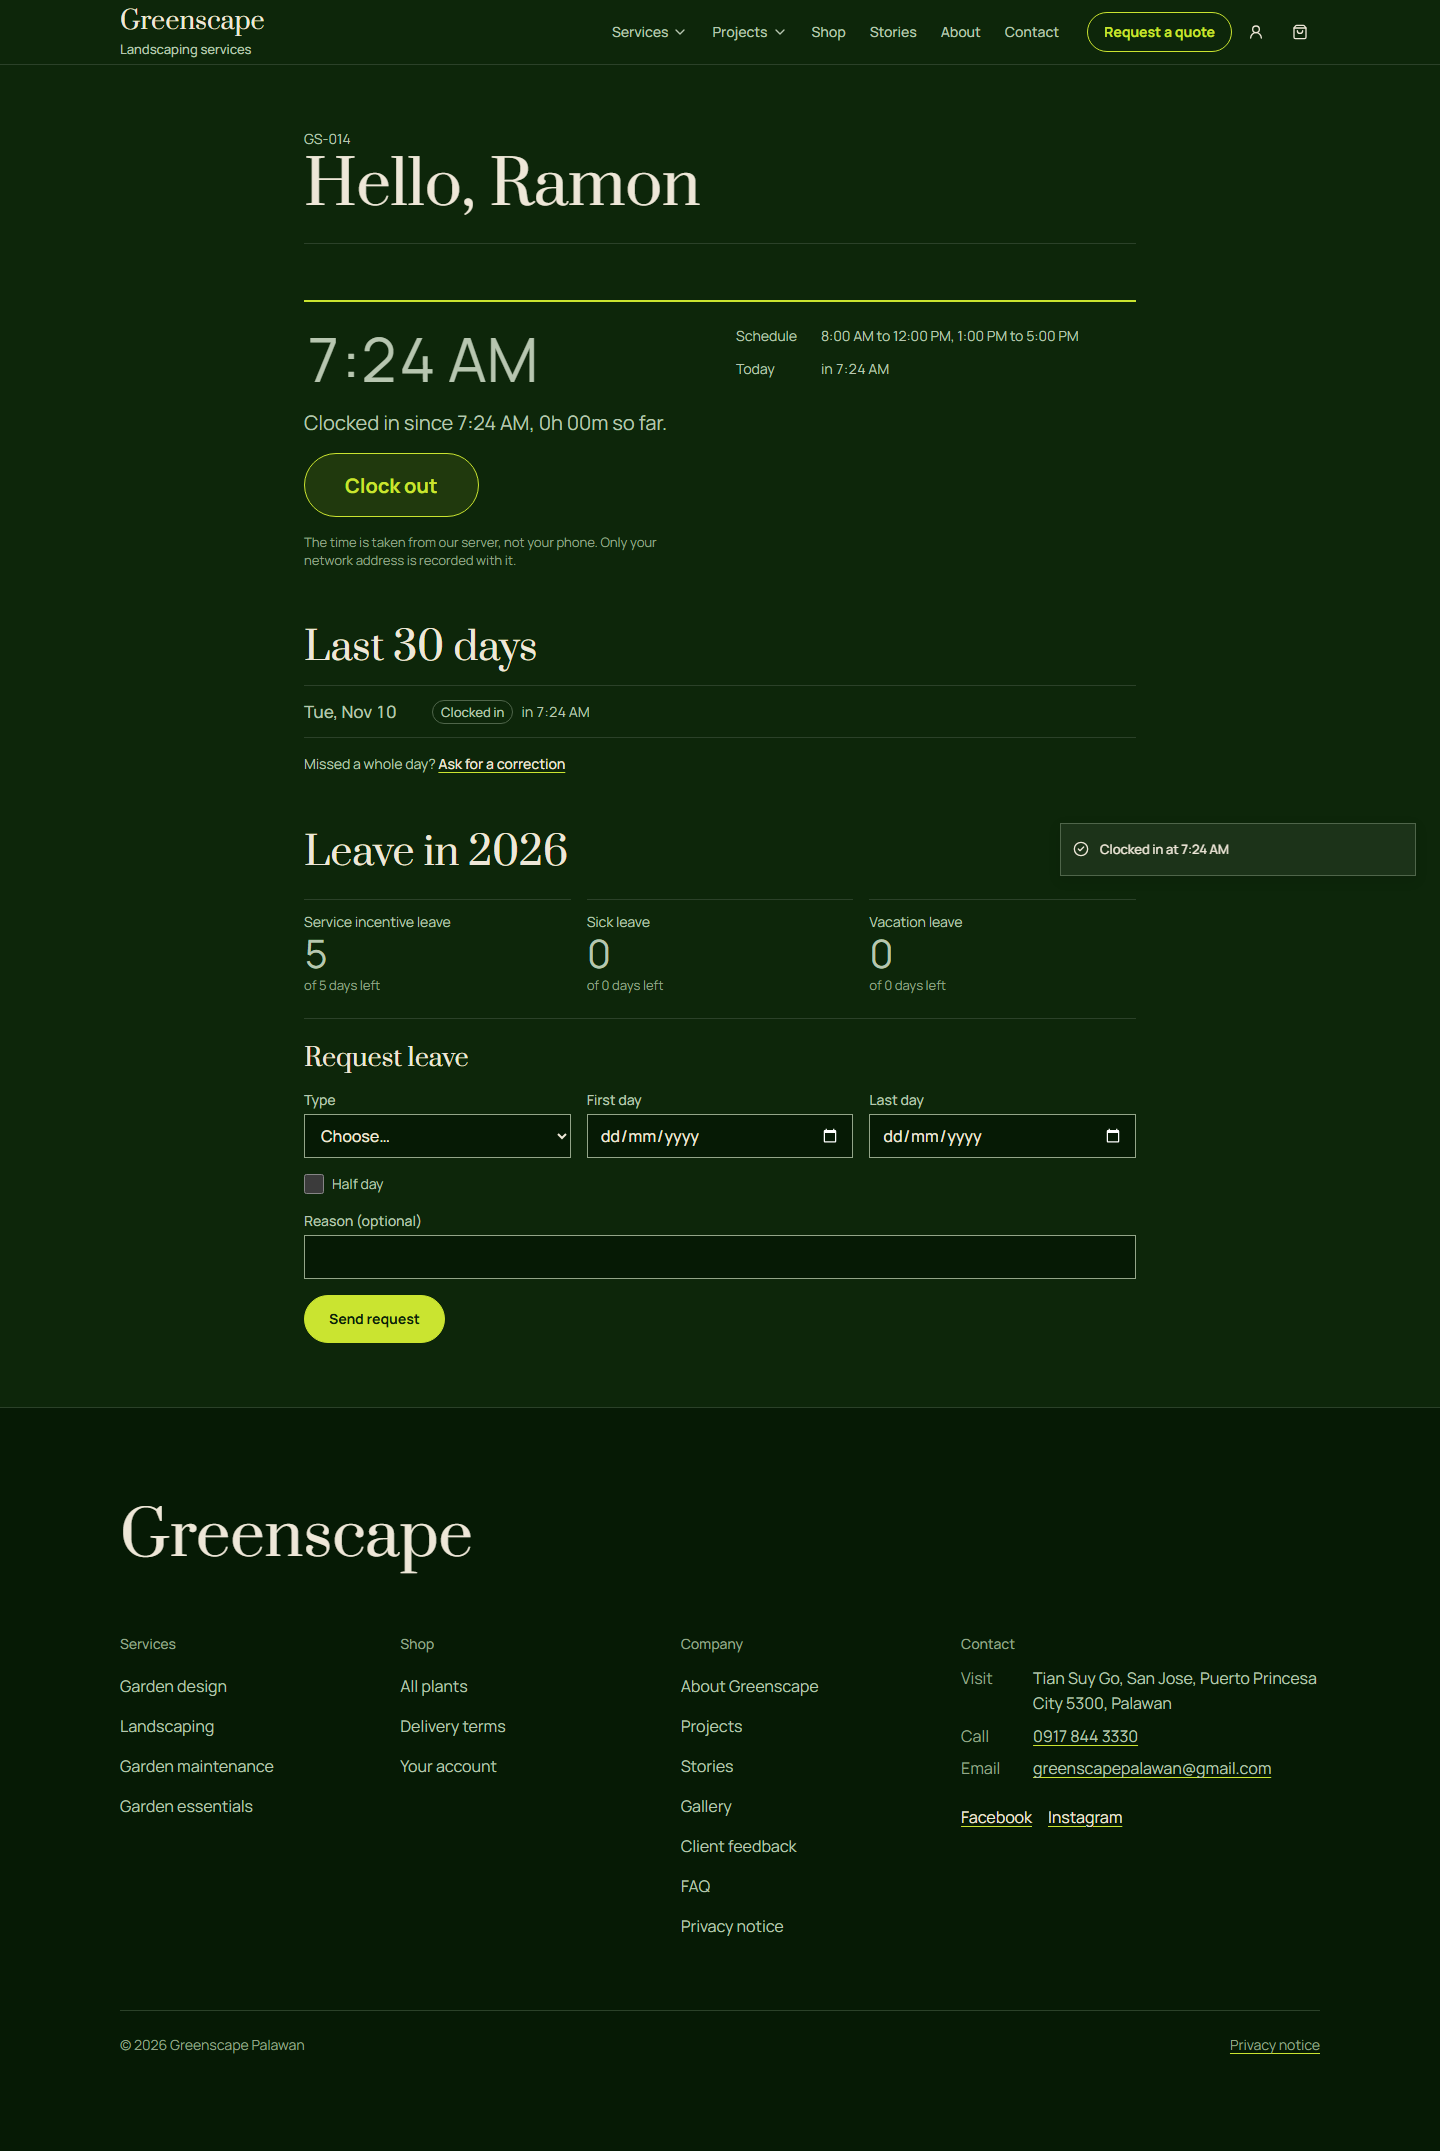 Greenscape
Landscaping services
Services
Projects
Shop
Stories
About
Contact
Request a quote
GS-014
Hello, Ramon
7:24 AM
Clocked in since 7:24 AM, 0h 00m so far.
Clock out
The time is taken from our server, not your phone. Only your
network address is recorded with it.
Schedule 8:00 AM to 12:00 PM, 1:00 PM to 5:00 PM
Today in 7:24 AM
Last 30 days
Tue, Nov 10 Clocked in in 7:24 AM
Missed a whole day? Ask for a correction
Leave in 2026
Clocked in at 7:24 AM
Service incentive leave
5
of 5 days left
Sick leave
0
of 0 days left
Vacation leave
0
of 0 days left
Request leave
Type
Choose...
First day
dd/mm/yyyy
Last day
dd/mm/yyyy
Half day
Reason (optional)
Send request
Greenscape
Services
Garden design
Landscaping
Garden maintenance
Garden essentials
Shop
All plants
Delivery terms
Your account
Company
About Greenscape
Projects
Stories
Gallery
Client feedback
FAQ
Privacy notice
Contact
Visit Tian Suy Go, San Jose, Puerto Princesa
City 5300, Palawan
Call 0917 844 3330
Email greenscapepalawan@gmail.com
Facebook Instagram
© 2026 Greenscape Palawan
Privacy notice